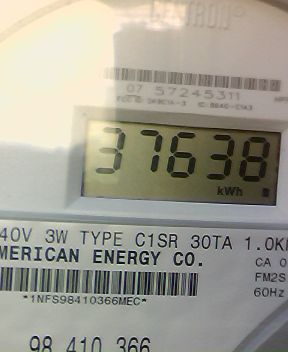 07 57245311
37638
kWh
40V 3W TYPE C1SR 30TA 1.0K
MERICAN ENERGY CO.
CA 0
FM2S
*1NFS98410366MEC*
60Hz
98 410 366